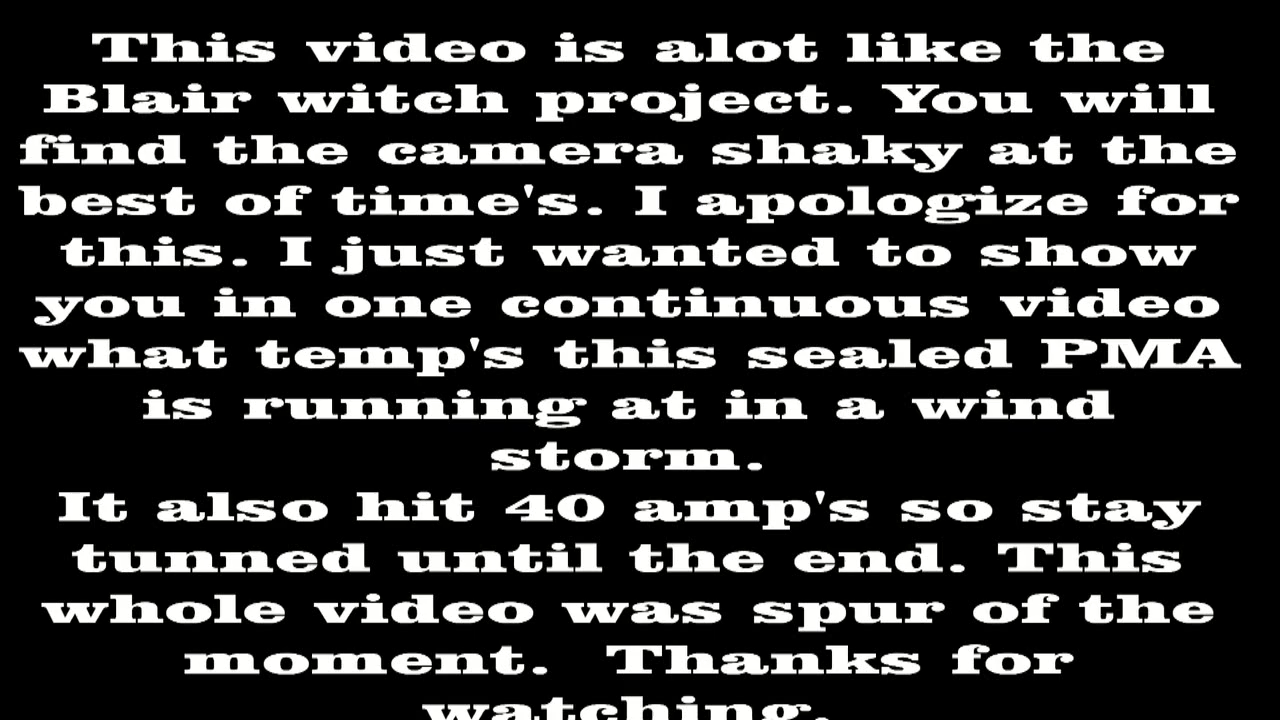 This video is alot like the
Blair witch project. You will
find the camera shaky at the
best of time's. I apologize for
this. I just wanted to show
you in one continuous video
what temp's this sealed PMA
is running at in a wind
storm.
It also hit 40 amp's so stay
tunned until the end. This
whole video was spur of the
moment.  Thanks for
watching.